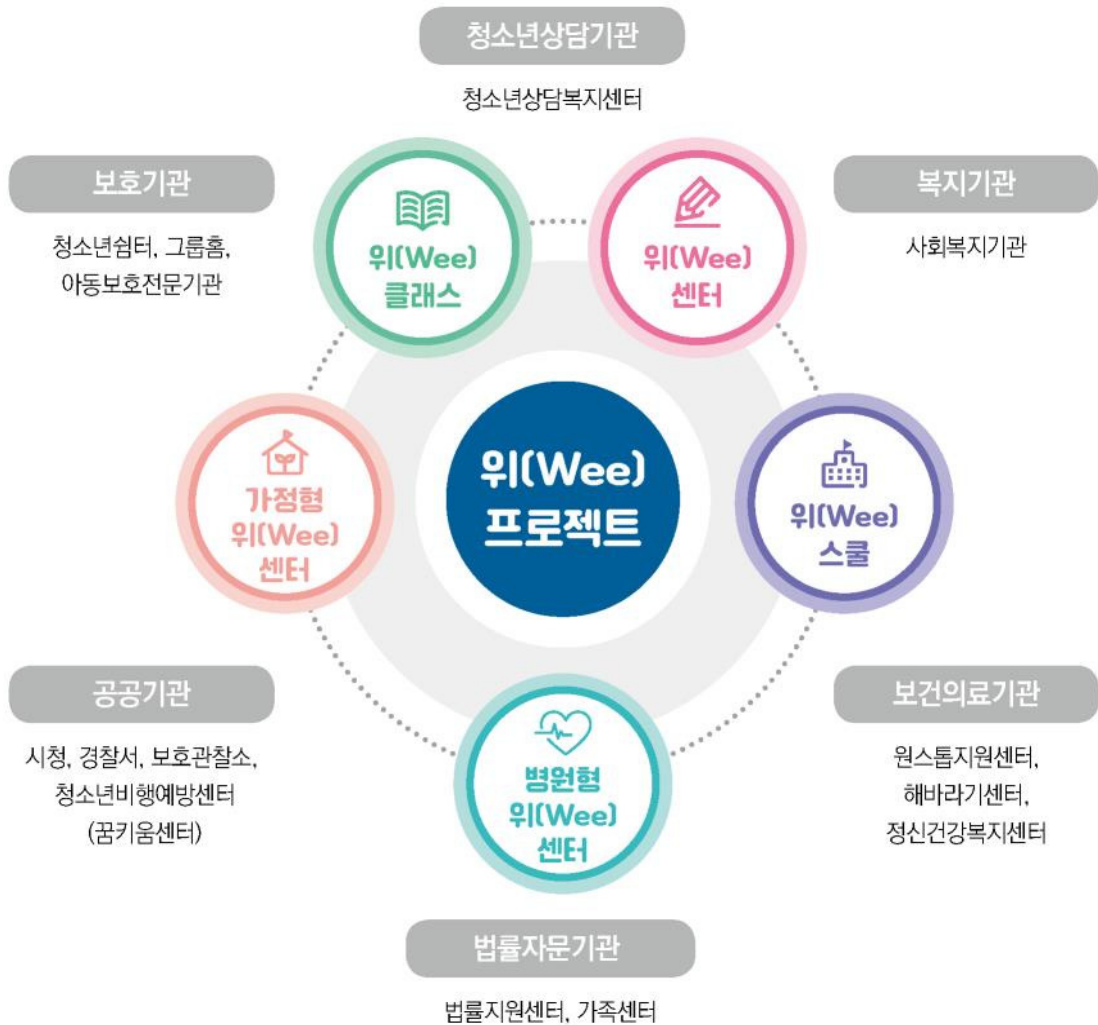 청소년상담기관
청소년상담복지센터
보호기관
청소년쉼터, 그룹홈,
아동보호전문기관
복지기관
사회복지기관
위(Wee)
클래스
위(Wee)
센터
가정형
위(Wee)
센터
위(Wee)
프로젝트
위(Wee)
스쿨
공공기관
시청, 경찰서, 보호관찰소,
청소년비행예방센터
(꿈키움센터)
병원형
위(Wee)
센터
보건의료기관
원스톱지원센터,
해바라기센터,
정신건강복지센터
법률자문기관
법률지원센터, 가족센터